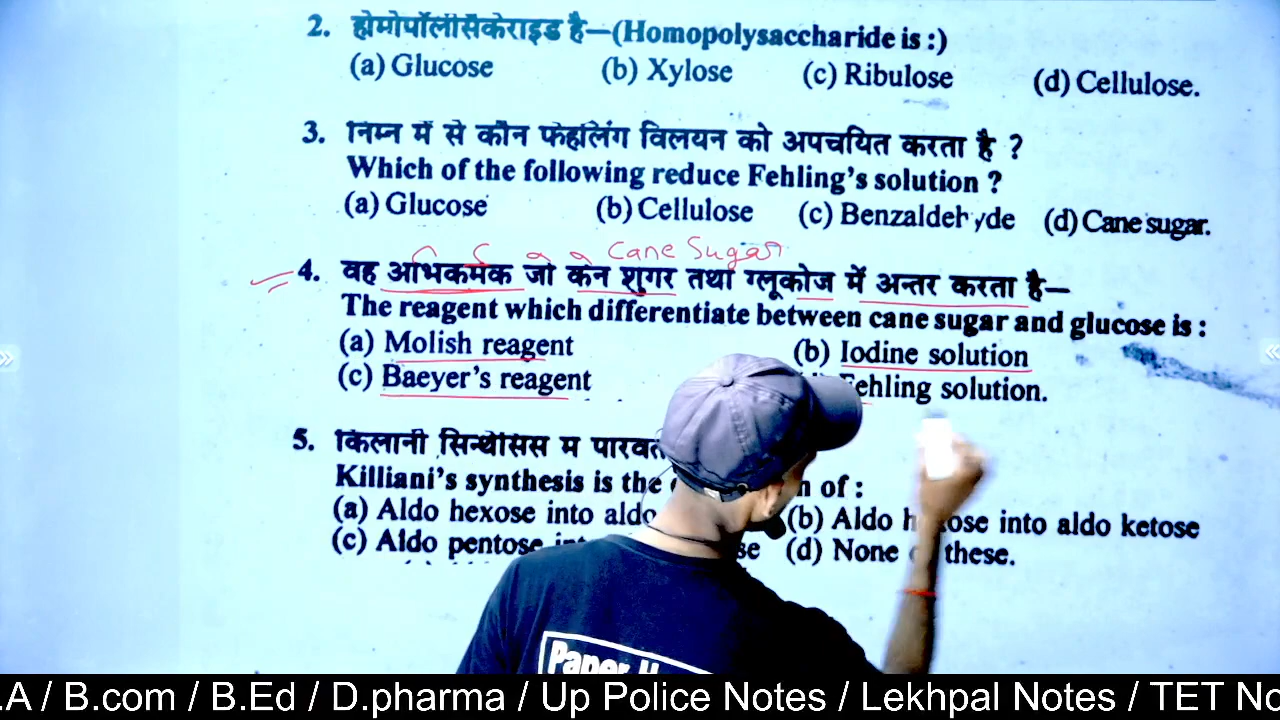 2. होमोपॉलीसैकेराइड है—(Homopolysaccharide is :)
(a) Glucose (b) Xylose (c) Ribulose (d) Cellulose.
3. निम्न में से कौन फेहलिंग विलयन को अपचयित करता है ?
Which of the following reduce Fehling's solution ?
(a) Glucose (b) Cellulose (c) Benzaldehyde (d) Cane sugar.
Cane Sugar
4. वह अभिकर्मक जो केन शुगर तथा ग्लूकोज में अन्तर करता है—
The reagent which differentiate between cane sugar and glucose is :
(a) Molish reagent (b) Iodine solution
(c) Baeyer's reagent Fehling solution.
5. किलानी सिन्थेसिस
Killiani's synthesis is the of :
(a) Aldo hexose into (b) Aldo into aldo ketose
(c) Aldo pentose (d) None these.
B.com / B.Ed / D.pharma / Up Police Notes / Lekhpal Notes / TET